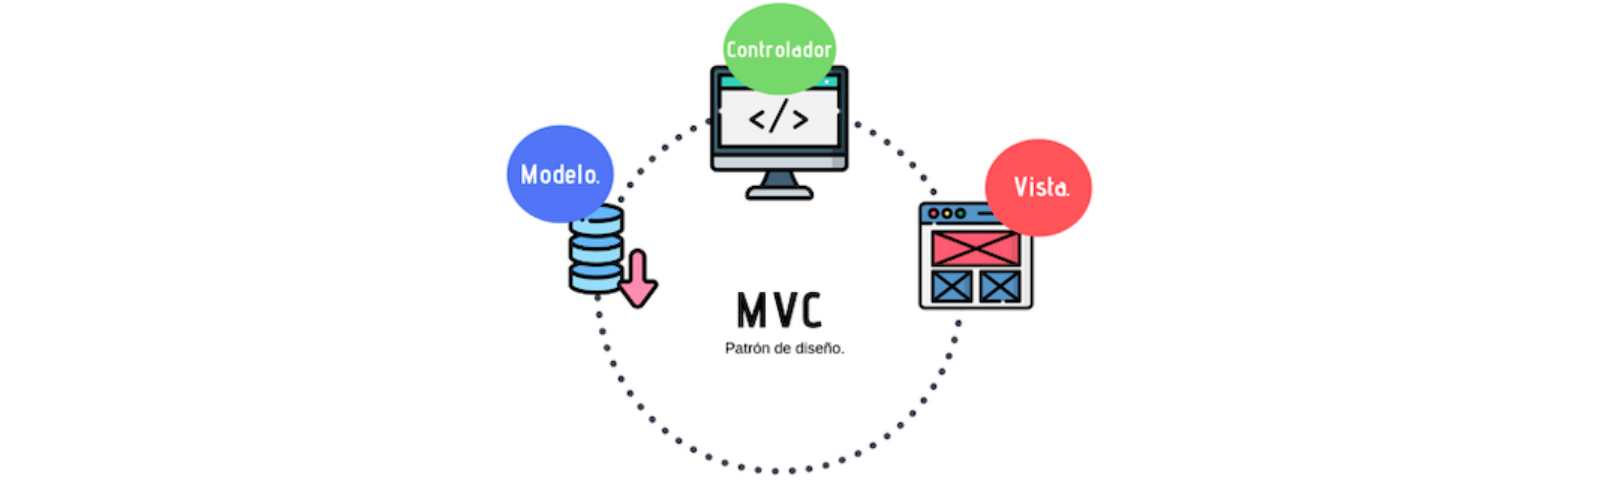 Controlador
</>
Modelo.
Vista.
MVC
Patrón de diseño.